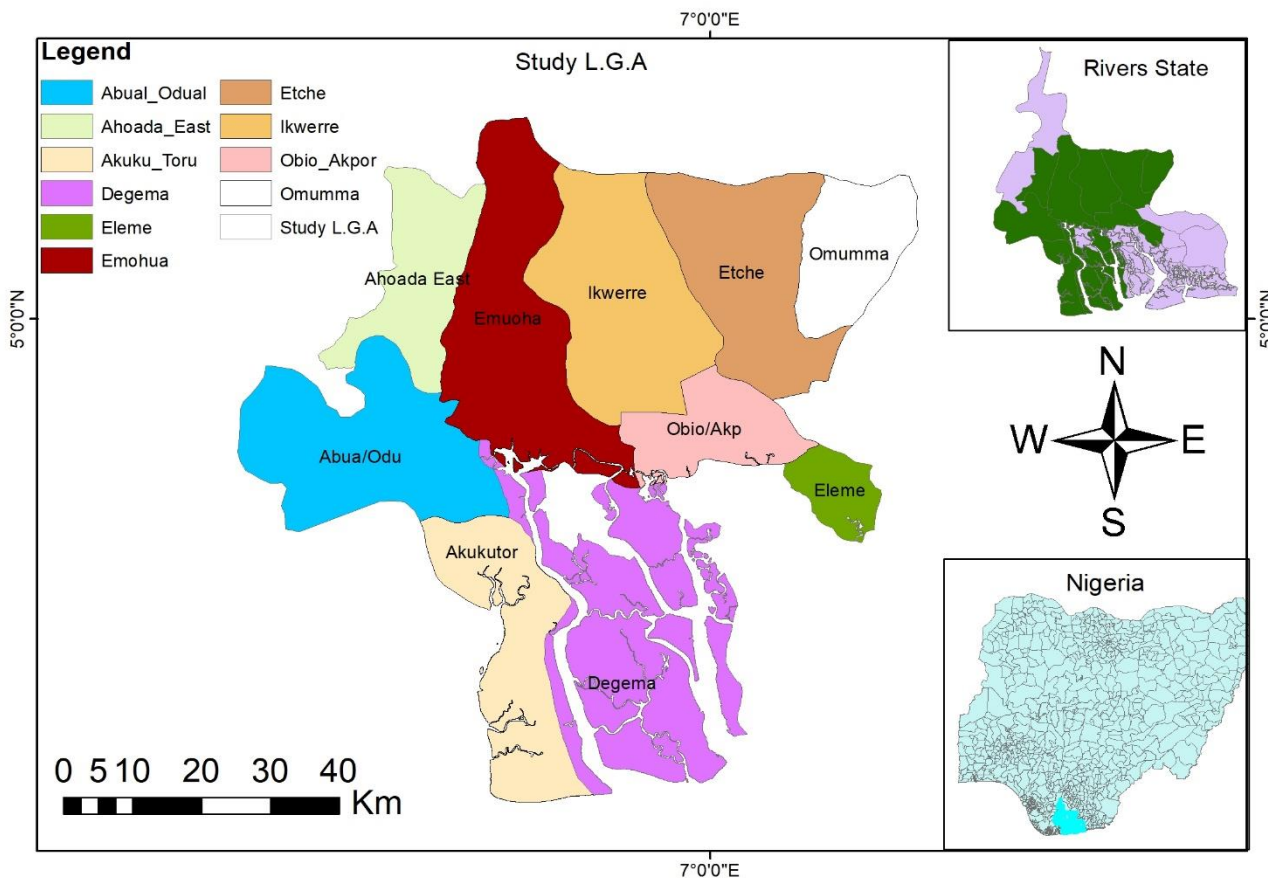 7°0'0"E
Legend
Study L.G.A
Abual_Odual
Ahoada_East
Akuku_Toru
Degema
Eleme
Emohua
Etche
Ikwerre
Obio_Akpor
Omumma
Study L.G.A
Rivers State
Ahoada East
Emuoha
Ikwerre
Etche
Omumma
5°0'0"N
5°0'0"N
Abua/Odu
Obio/Akp
Eleme
Akukutor
Degema
N
W
E
S
Nigeria
0 5 10 20 30 40
Km
7°0'0"E